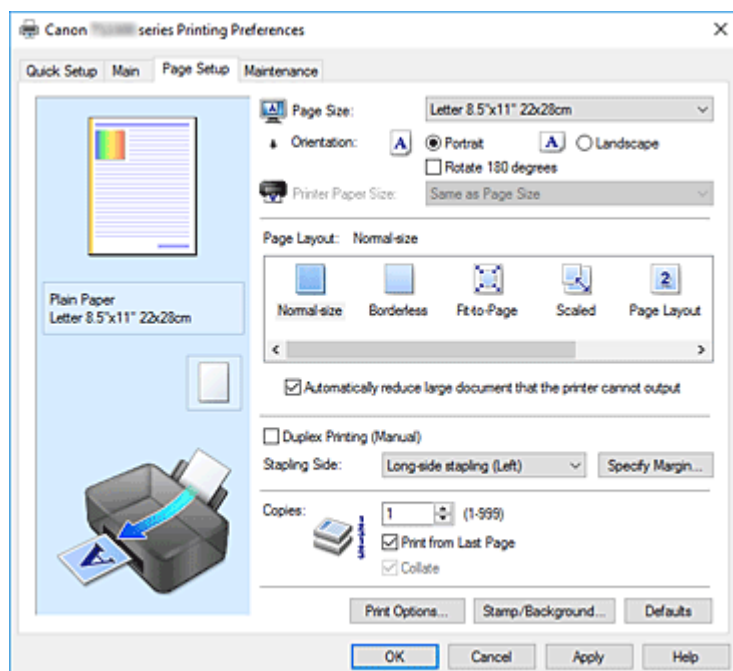 Canon series Printing Preferences
Quick Setup Main Page Setup Maintenance
Page Size: Letter 8.5"x11" 22x28cm
Orientation: A Portrait A Landscape
Rotate 180 degrees
Printer Paper Size: Same as Page Size
Page Layout: Normal-size
2
Normal-size Borderless Fit-to-Page Scaled Page Layout
Plain Paper
Letter 8.5"x11" 22x28cm
Automatically reduce large document that the printer cannot output
Duplex Printing (Manual)
Stapling Side: Long-side stapling (Left) Specify Margin...
Copies: 1 (1-999)
Print from Last Page
Collate
A
Print Options... Stamp/Background... Defaults
OK Cancel Apply Help